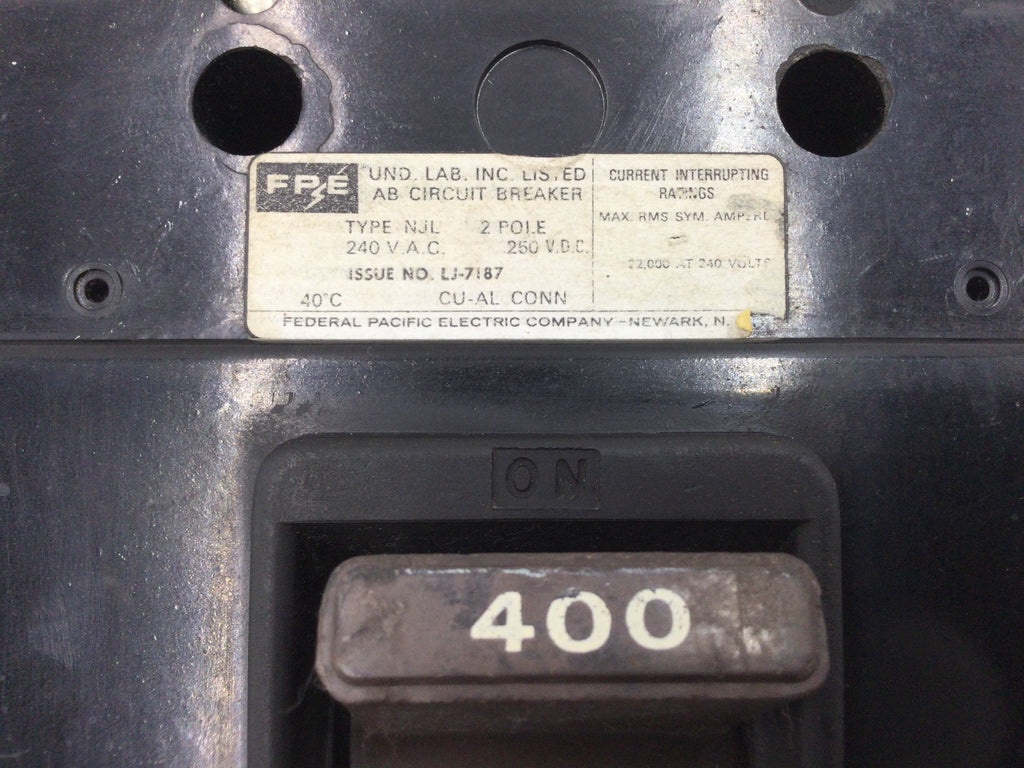 FPE
UND. LAB. INC. LISTED
AB CIRCUIT BREAKER
TYPE NJL 2 POLE
240 V.A.C. 250 V.D.C.
ISSUE NO. LJ-7187
40°C CU-AL CONN
CURRENT INTERRUPTING
RATINGS
MAX. RMS SYM. AMPERE
22,000 AT 240 VOLTS
FEDERAL PACIFIC ELECTRIC COMPANY - NEWARK, N.
ON
400